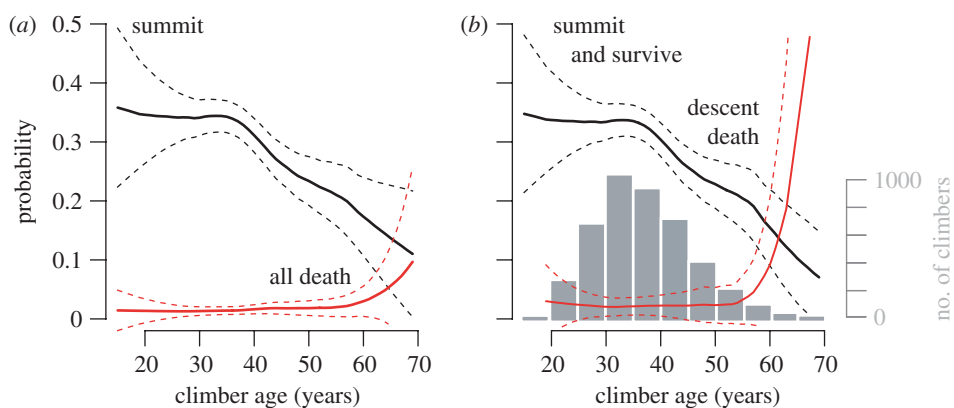 (a)
summit
0.5
0.4
0.3
0.2
0.1
0
probability
all death
20 30 40 50 60 70
climber age (years)
(b)
summit
and survive
descent
death
1000
0
no. of climbers
20 30 40 50 60 70
climber age (years)